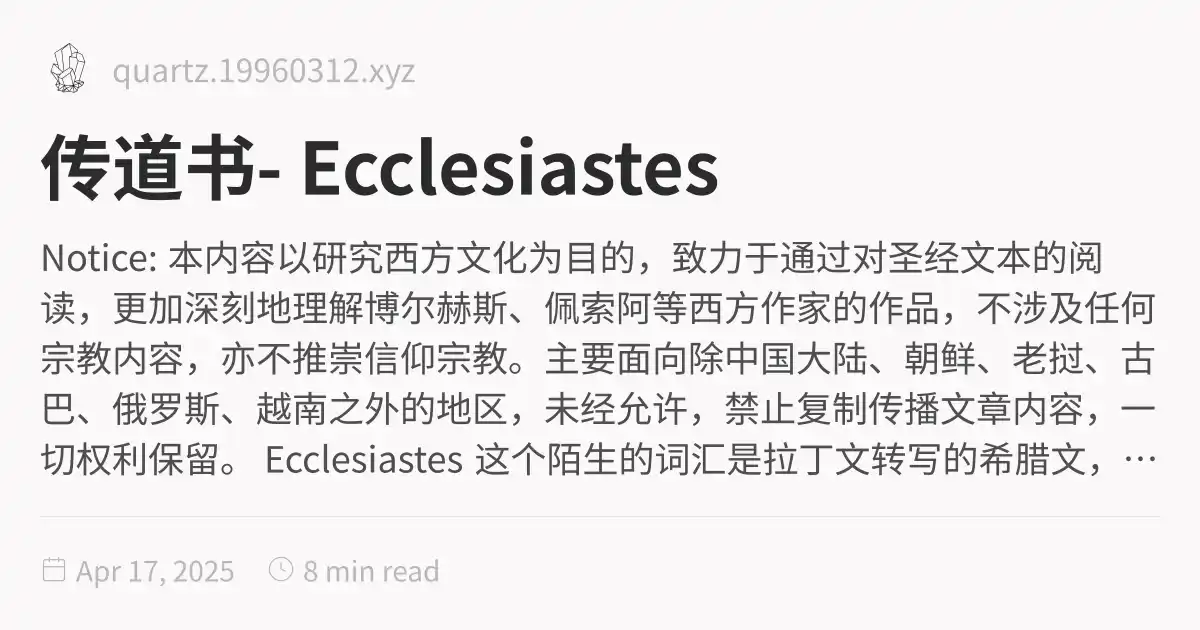 quartz.19960312.xyz
传道书- Ecclesiastes
Notice: 本内容以研究西方文化为目的，致力于通过对圣经文本的阅
读，更加深刻地理解博尔赫斯、佩索阿等西方作家的作品，不涉及任何
宗教内容，亦不推崇信仰宗教。主要面向除中国大陆、朝鲜、老挝、古
巴、俄罗斯、越南之外的地区，未经允许，禁止复制传播文章内容，一
切权利保留。 Ecclesiastes 这个陌生的词汇是拉丁文转写的希腊文，…
Apr 17, 2025 8 min read